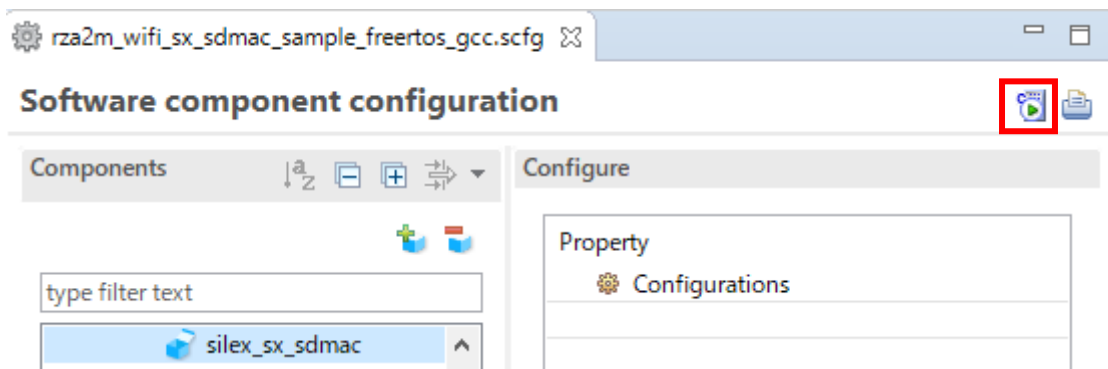 rza2m_wifi_sx_sdmac_sample_freertos_gcc.scfg
Software component configuration
Components
Configure
type filter text
silex_sx_sdmac
Property
Configurations